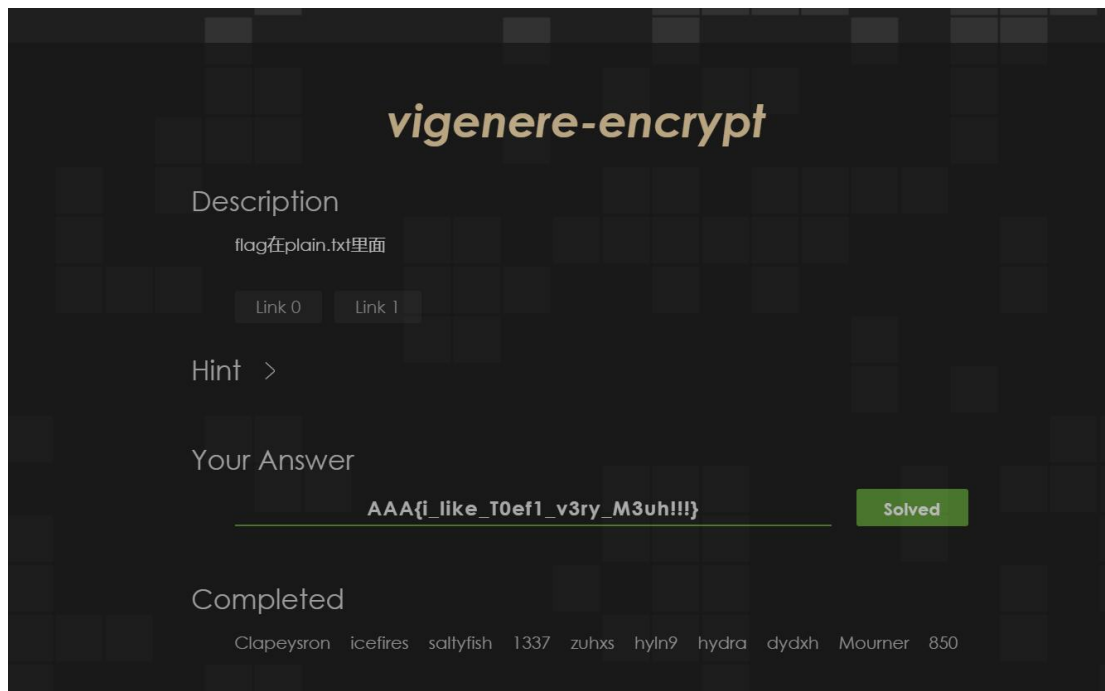 vigenere-encrypt
Description
flag在plain.txt里面
Link 0 Link 1
Hint >
Your Answer
AAA{i_like_T0ef1_v3ry_M3uh!!!} Solved
Completed
Clapeysron icefires saltyfish 1337 zuhxs hyln9 hydra dydxh Mourner 850